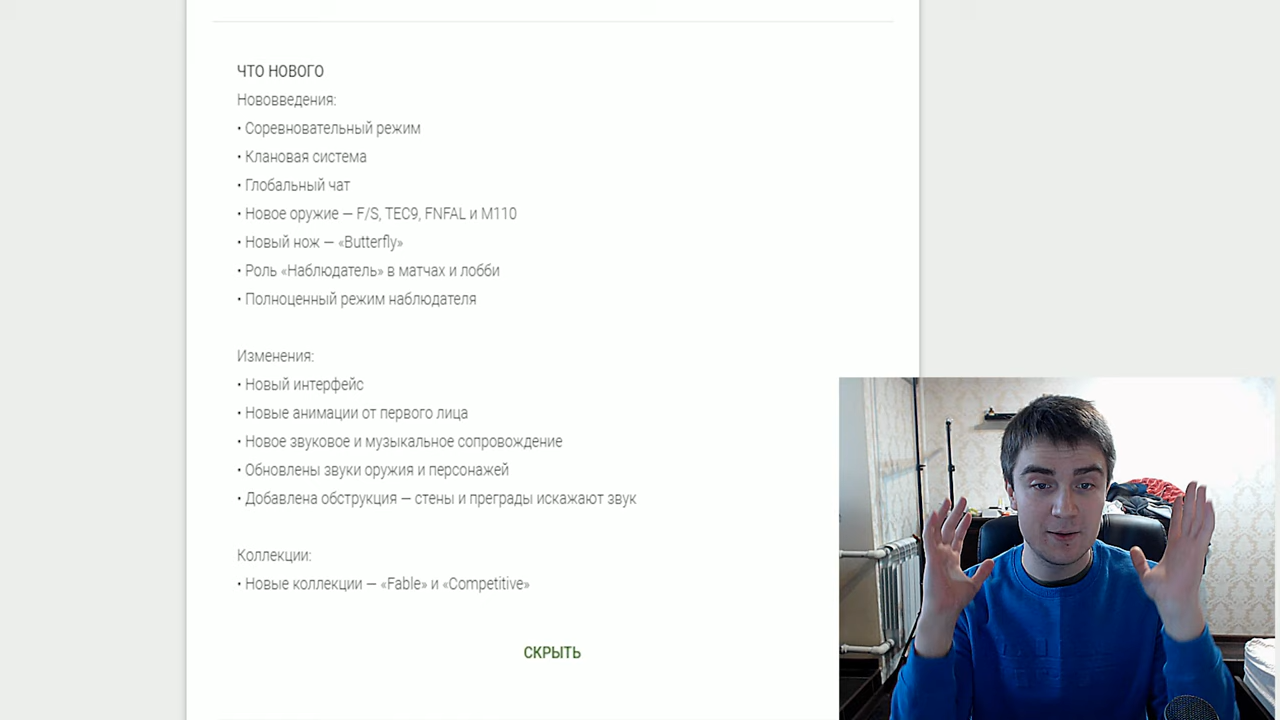 ЧТО НОВОГО
Нововведения:
• Соревновательный режим
• Клановая система
• Глобальный чат
• Новое оружие — F/S, TEC9, FNFAL и M110
• Новый нож — «Butterfly»
• Роль «Наблюдатель» в матчах и лобби
• Полноценный режим наблюдателя
Изменения:
• Новый интерфейс
• Новые анимации от первого лица
• Новое звуковое и музыкальное сопровождение
• Обновлены звуки оружия и персонажей
• Добавлена обструкция — стены и преграды искажают звук
Коллекции:
• Новые коллекции — «Fable» и «Competitive»
СКРЫТЬ